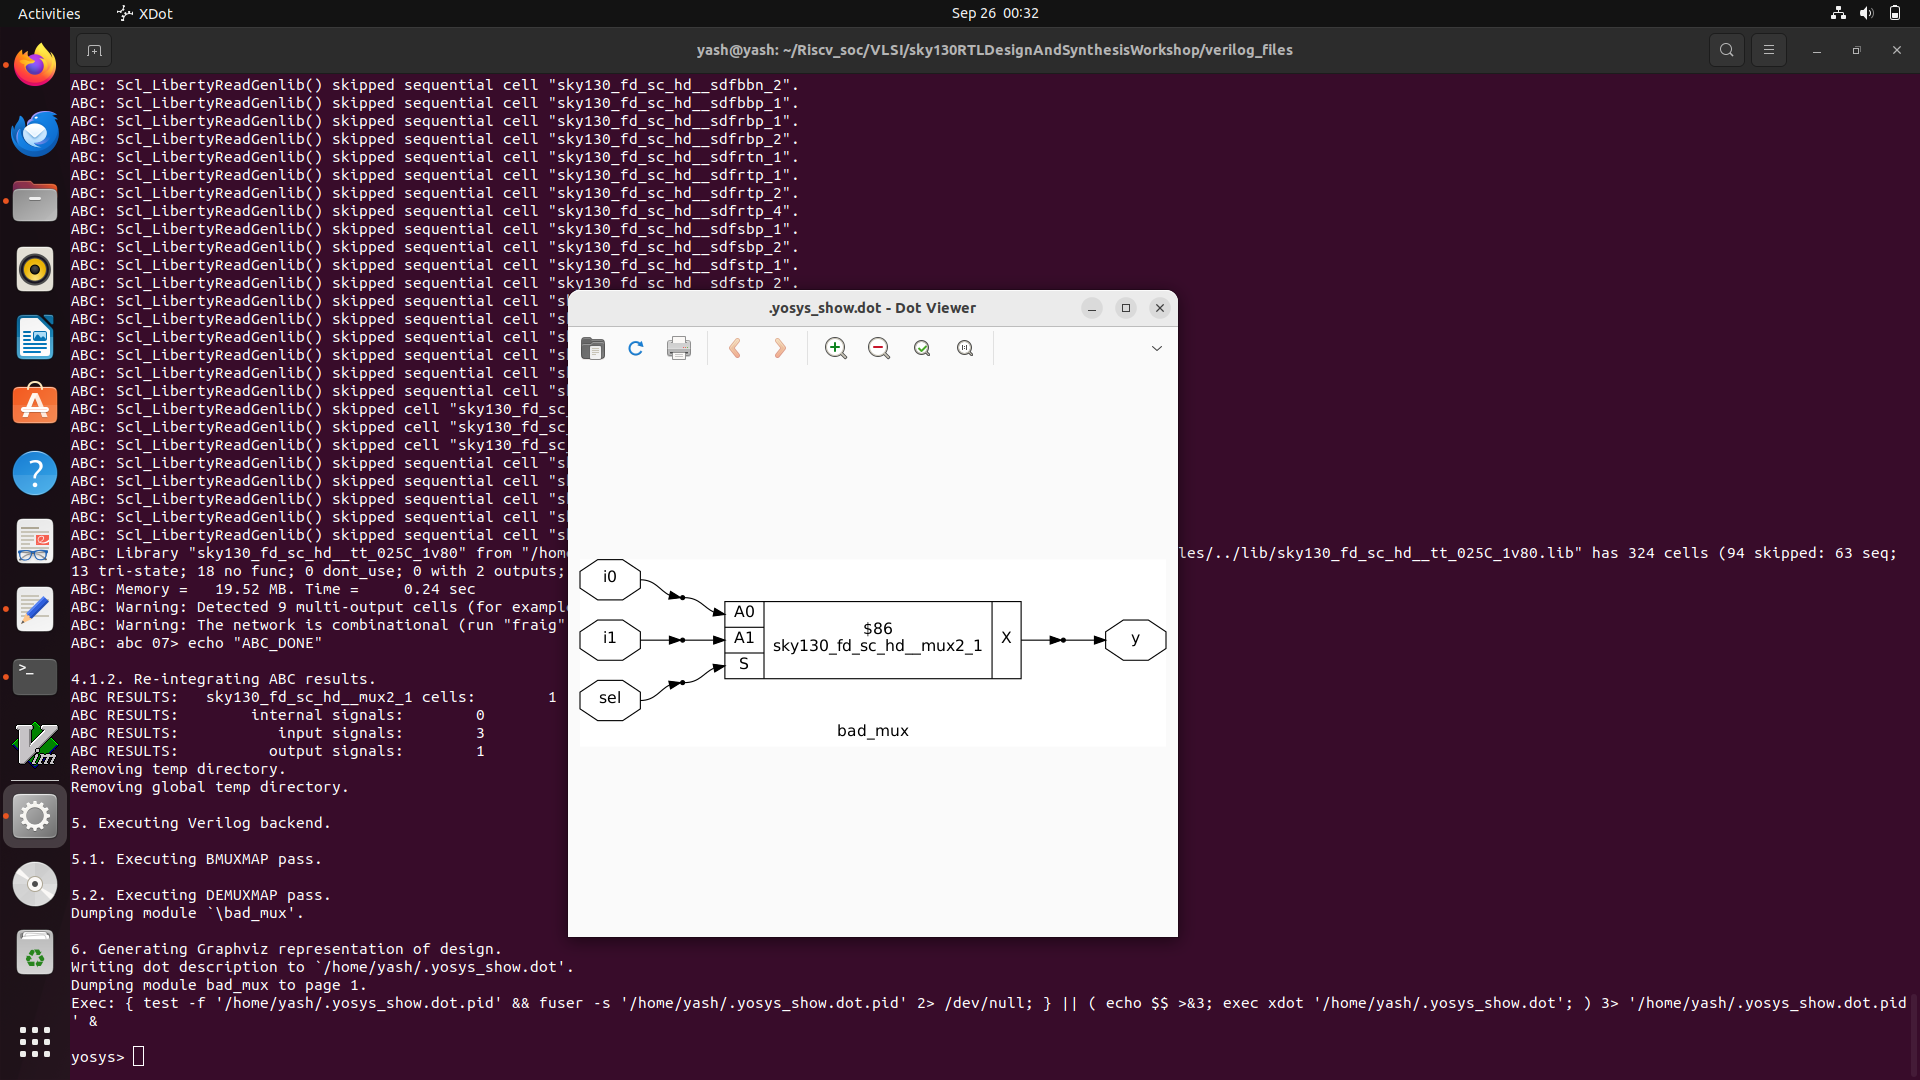 Activities XDot Sep 26 00:32
yash@yash: ~/Riscv_soc/VLSI/sky130RTLDesignAndSynthesisWorkshop/verilog_files
ABC: Scl_LibertyReadGenlib() skipped sequential cell "sky130_fd_sc_hd__sdfbbn_2".
ABC: Scl_LibertyReadGenlib() skipped sequential cell "sky130_fd_sc_hd__sdfbbp_1".
ABC: Scl_LibertyReadGenlib() skipped sequential cell "sky130_fd_sc_hd__sdfrbp_1".
ABC: Scl_LibertyReadGenlib() skipped sequential cell "sky130_fd_sc_hd__sdfrbp_2".
ABC: Scl_LibertyReadGenlib() skipped sequential cell "sky130_fd_sc_hd__sdfrtn_1".
ABC: Scl_LibertyReadGenlib() skipped sequential cell "sky130_fd_sc_hd__sdfrtp_1".
ABC: Scl_LibertyReadGenlib() skipped sequential cell "sky130_fd_sc_hd__sdfrtp_2".
ABC: Scl_LibertyReadGenlib() skipped sequential cell "sky130_fd_sc_hd__sdfrtp_4".
ABC: Scl_LibertyReadGenlib() skipped sequential cell "sky130_fd_sc_hd__sdfsbp_1".
ABC: Scl_LibertyReadGenlib() skipped sequential cell "sky130_fd_sc_hd__sdfsbp_2".
ABC: Scl_LibertyReadGenlib() skipped sequential cell "sky130_fd_sc_hd__sdfstp_1".
ABC: Scl_LibertyReadGenlib() skipped sequential cell "sky130_fd_sc_hd__sdfstp_2".
ABC: Scl_LibertyReadGenlib() skipped sequential cell "s
ABC: Scl_LibertyReadGenlib() skipped sequential cell "s
ABC: Scl_LibertyReadGenlib() skipped sequential cell "s
ABC: Scl_LibertyReadGenlib() skipped sequential cell "s
ABC: Scl_LibertyReadGenlib() skipped sequential cell "s
ABC: Scl_LibertyReadGenlib() skipped sequential cell "s
ABC: Scl_LibertyReadGenlib() skipped cell "sky130_fd_sc_
ABC: Scl_LibertyReadGenlib() skipped cell "sky130_fd_sc_
ABC: Scl_LibertyReadGenlib() skipped cell "sky130_fd_sc_
ABC: Scl_LibertyReadGenlib() skipped sequential cell "s
ABC: Scl_LibertyReadGenlib() skipped sequential cell "s
ABC: Scl_LibertyReadGenlib() skipped sequential cell "s
ABC: Scl_LibertyReadGenlib() skipped sequential cell "s
ABC: Scl_LibertyReadGenlib() skipped sequential cell "s
ABC: Library "sky130_fd_sc_hd__tt_025C_1v80" from "/hom les/../lib/sky130_fd_sc_hd__tt_025C_1v80.lib" has 324 cells (94 skipped: 63 seq;
13 tri-state; 18 no func; 0 dont_use; 0 with 2 outputs;
ABC: Memory = 19.52 MB. Time = 0.24 sec
ABC: Warning: Detected 9 multi-output cells (for exampl
ABC: Warning: The network is combinational (run "fraig"
ABC: abc 07> echo "ABC_DONE"
4.1.2. Re-integrating ABC results.
ABC RESULTS: sky130_fd_sc_hd__mux2_1 cells: 1
ABC RESULTS: internal signals: 0
ABC RESULTS: input signals: 3
ABC RESULTS: output signals: 1
Removing temp directory.
Removing global temp directory.
5. Executing Verilog backend.
5.1. Executing BMUXMAP pass.
5.2. Executing DEMUXMAP pass.
Dumping module `\bad_mux'.
6. Generating Graphviz representation of design.
Writing dot description to `/home/yash/.yosys_show.dot'.
Dumping module bad_mux to page 1.
Exec: { test -f '/home/yash/.yosys_show.dot.pid' && fuser -s '/home/yash/.yosys_show.dot.pid' 2> /dev/null; } || ( echo $$ >&3; exec xdot '/home/yash/.yosys_show.dot'; ) 3> '/home/yash/.yosys_show.dot.pid
' &
yosys>
.yosys_show.dot - Dot Viewer
i0
i1
sel
A0
A1
S
$86
sky130_fd_sc_hd__mux2_1
X
y
bad_mux